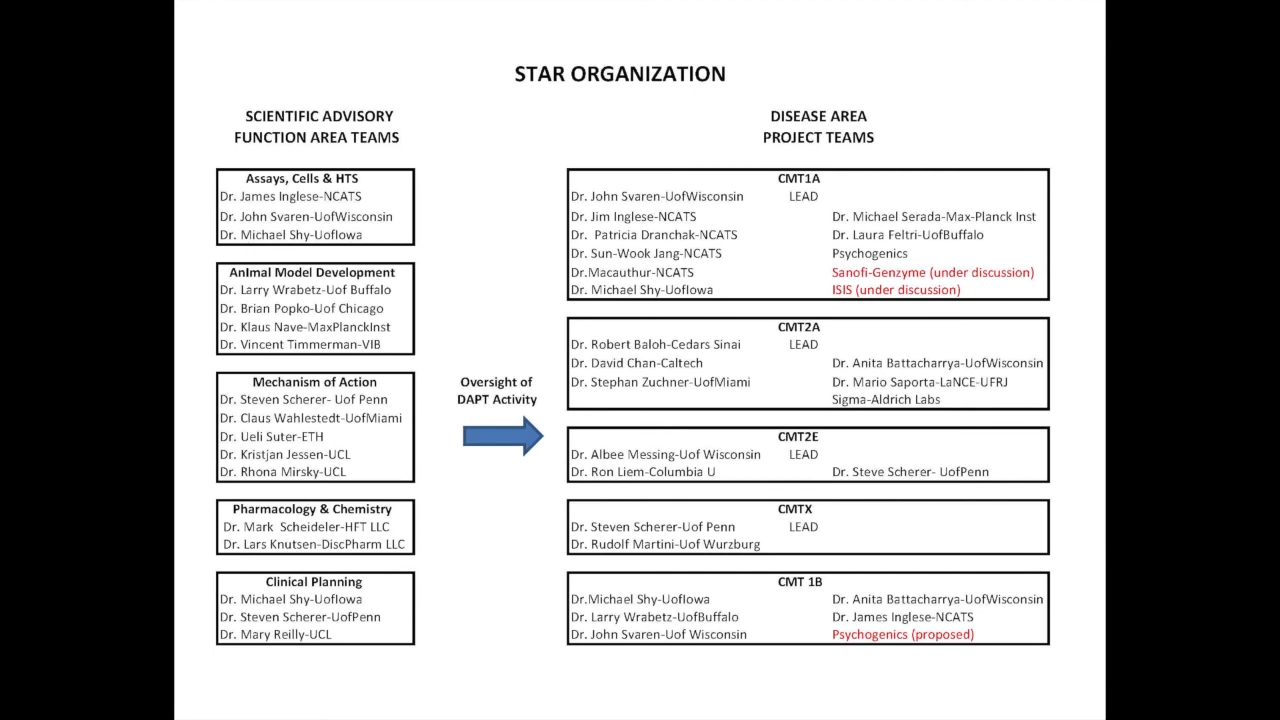 STAR ORGANIZATION
SCIENTIFIC ADVISORY
FUNCTION AREA TEAMS
Assays, Cells & HTS
Dr. James Inglese-NCATS
Dr. John Svaren-UofWisconsin
Dr. Michael Shy-UofIowa
AnImal Model Development
Dr. Larry Wrabetz-Uof Buffalo
Dr. Brian Popko-Uof Chicago
Dr. Klaus Nave-MaxPlanckInst
Dr. Vincent Timmerman-VIB
Mechanism of Action
Dr. Steven Scherer- Uof Penn
Dr. Claus Wahlestedt-UofMiami
Dr. Ueli Suter-ETH
Dr. Kristjan Jessen-UCL
Dr. Rhona Mirsky-UCL
Pharmacology & Chemistry
Dr. Mark Scheideler-HFT LLC
Dr. Lars Knutsen-DiscPharm LLC
Clinical Planning
Dr. Michael Shy-UofIowa
Dr. Steven Scherer-UofPenn
Dr. Mary Reilly-UCL
Oversight of
DAPT Activity
DISEASE AREA
PROJECT TEAMS
CMT1A
Dr. John Svaren-UofWisconsin LEAD
Dr. Jim Inglese-NCATS Dr. Michael Serada-Max-Planck Inst
Dr. Patricia Dranchak-NCATS Dr. Laura Feltri-UofBuffalo
Dr. Sun-Wook Jang-NCATS Psychogenics
Dr.Macauthur-NCATS Sanofi-Genzyme (under discussion)
Dr. Michael Shy-UofIowa ISIS (under discussion)
CMT2A
Dr. Robert Baloh-Cedars Sinai LEAD
Dr. David Chan-Caltech Dr. Anita Battacharrya-UofWisconsin
Dr. Stephan Zuchner-UofMiami Dr. Mario Saporta-LaNCE-UFRJ
Sigma-Aldrich Labs
CMT2E
Dr. Albee Messing-Uof Wisconsin LEAD
Dr. Ron Liem-Columbia U Dr. Steve Scherer- UofPenn
CMTX
Dr. Steven Scherer-Uof Penn LEAD
Dr. Rudolf Martini-Uof Wurzburg
CMT 1B
Dr.Michael Shy-UofIowa Dr. Anita Battacharrya-UofWisconsin
Dr. Larry Wrabetz-UofBuffalo Dr. James Inglese-NCATS
Dr. John Svaren-Uof Wisconsin Psychogenics (proposed)